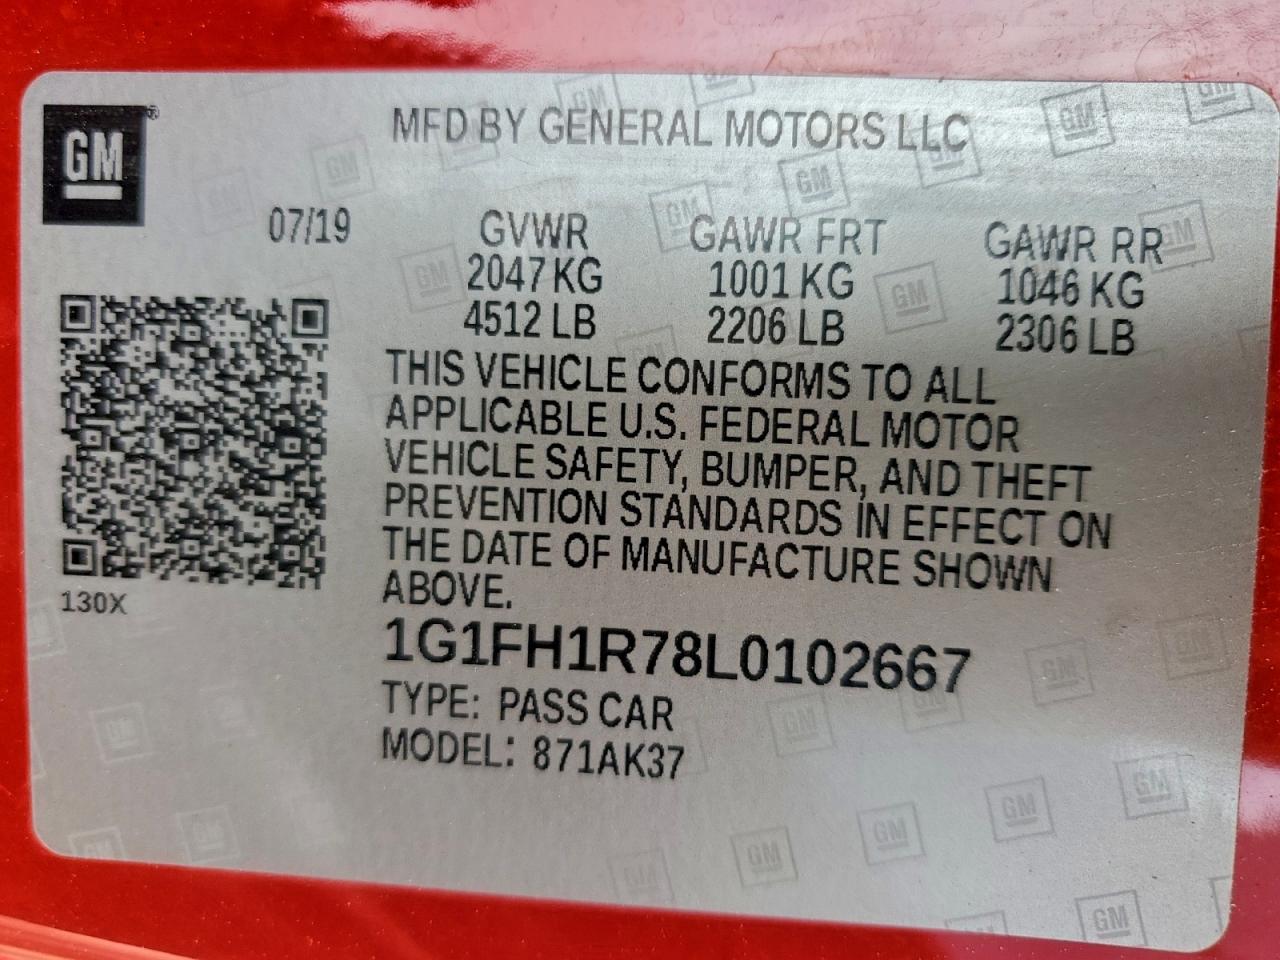 GM
MFD BY GENERAL MOTORS LLC
07/19
GVWR GAWR FRT GAWR RR
2047 KG 1001 KG 1046 KG
4512 LB 2206 LB 2306 LB
THIS VEHICLE CONFORMS TO ALL
APPLICABLE U.S. FEDERAL MOTOR
VEHICLE SAFETY, BUMPER, AND THEFT
PREVENTION STANDARDS IN EFFECT ON
THE DATE OF MANUFACTURE SHOWN
ABOVE.
130X
1G1FH1R78L0102667
TYPE: PASS CAR
MODEL: 871AK37